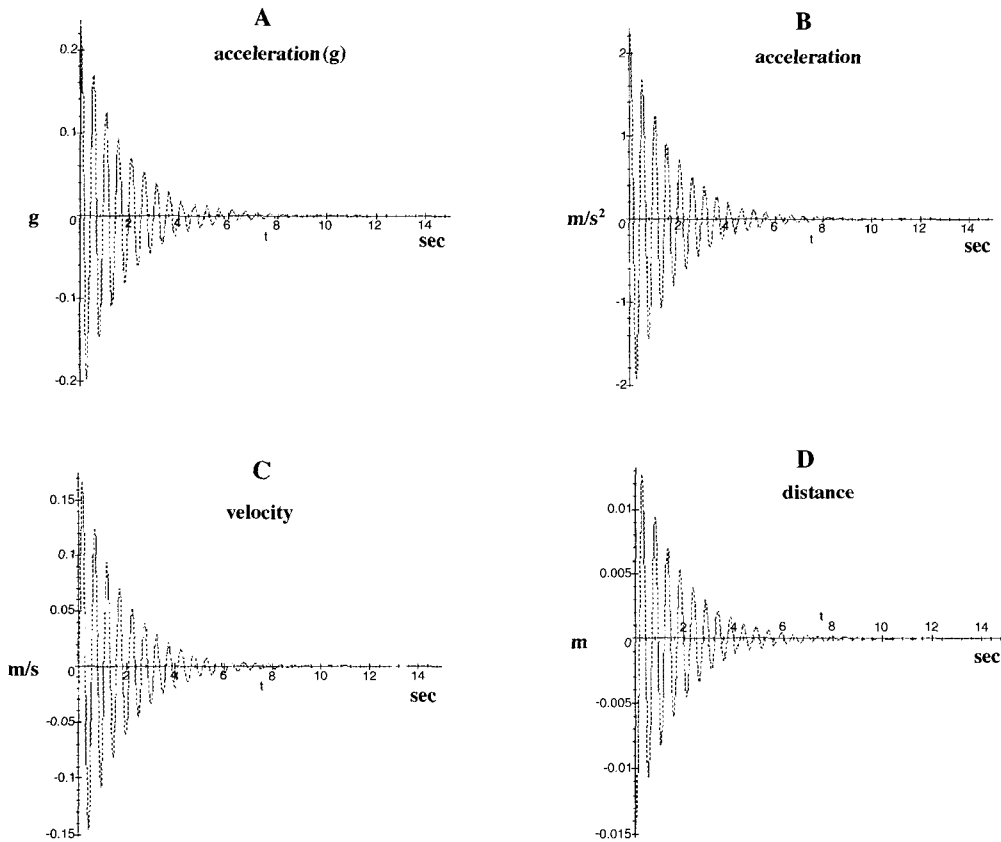 A
acceleration (g)
0.2
0.1
0
-0.1
-0.2
g
2 4 6 8 10 12 14
t
sec
B
acceleration
2
1
0
-1
-2
m/s²
2 4 6 8 10 12 14
t
sec
C
velocity
0.15
0.1
0.05
0
-0.05
-0.1
-0.15
m/s
2 4 6 8 10 12 14
t
sec
D
distance
0.01
0.005
0
-0.005
-0.01
-0.015
m
t
2 4 6 8 10 12 14
sec